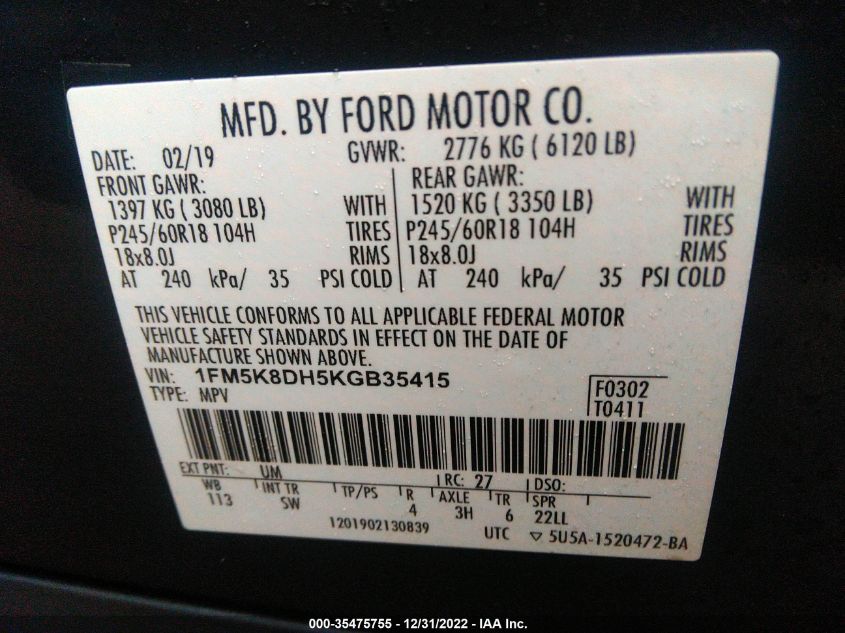 MFD. BY FORD MOTOR CO.
DATE: 02/19 GVWR: 2776 KG ( 6120 LB)
FRONT GAWR: REAR GAWR:
1397 KG ( 3080 LB) WITH 1520 KG ( 3350 LB) WITH
P245/60R18 104H TIRES P245/60R18 104H TIRES
18x8.0J RIMS 18x8.0J RIMS
AT 240 kPa/ 35 PSI COLD AT 240 kPa/ 35 PSI COLD
THIS VEHICLE CONFORMS TO ALL APPLICABLE FEDERAL MOTOR
VEHICLE SAFETY STANDARDS IN EFFECT ON THE DATE OF
MANUFACTURE SHOWN ABOVE.
VIN: 1FM5K8DH5KGB35415 F0302
TYPE: MPV T0411
EXT PNT: UM RC: 27 DSO:
WB INT TR TP/PS R AXLE TR SPR
113 SW 4 3H 6 22LL
1201902130839 UTC ▽ 5U5A-1520472-BA
000-35475755 - 12/31/2022 - IAA Inc.